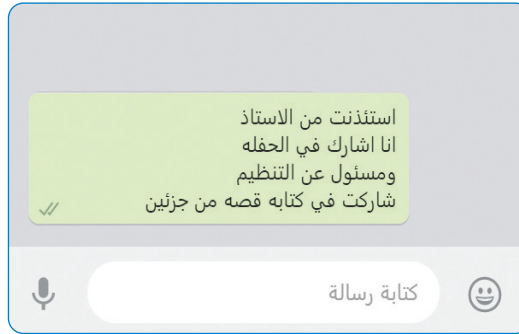 استئذنت من الاستاذ
انا اشارك في الحفله
ومسئول عن التنظيم
شاركت في كتابه قصه من جزئين
كتابة رسالة